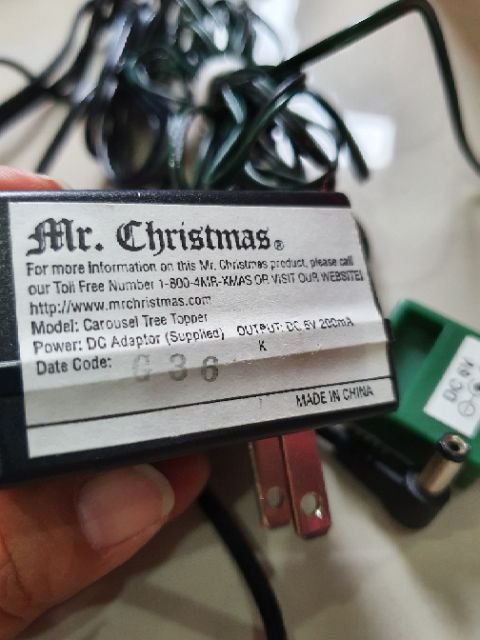 Mr. Christmas®
For more information on this Mr. Christmas product, please call
our Toll Free Number 1-800-4MR-XMAS OR VISIT OUR WEBSITE!
http://www.mrchristmas.com
Model: Carousel Tree Topper
Power: DC Adaptor (Supplied) OUTPUT: DC 6V 200mA
Date Code: G36 K
MADE IN CHINA
DC 6V